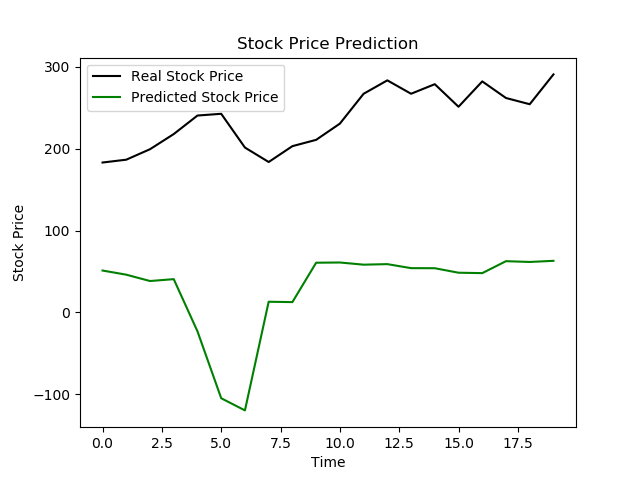 Stock Price Prediction
300
Real Stock Price
Predicted Stock Price
200
100
0
−100
Stock Price
0.0 2.5 5.0 7.5 10.0 12.5 15.0 17.5
Time